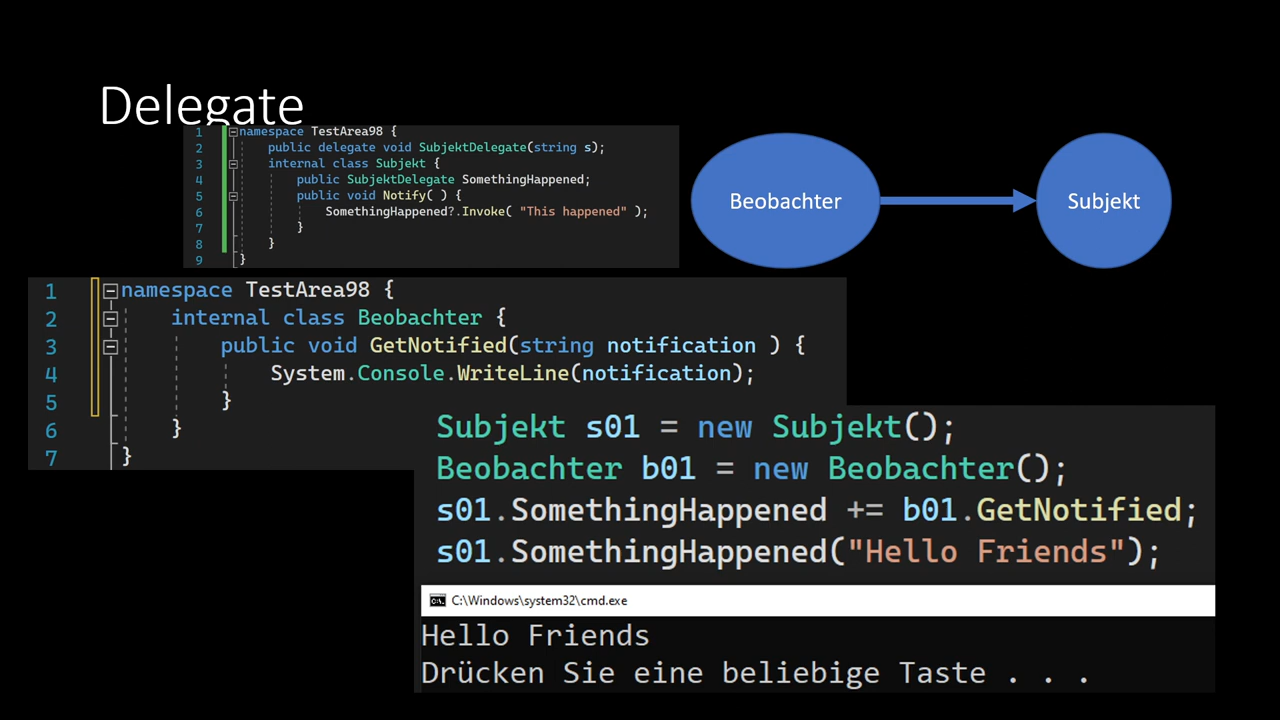 Delegate
1 namespace TestArea98 {
2 public delegate void SubjektDelegate(string s);
3 internal class Subjekt {
4 public SubjektDelegate SomethingHappened;
5 public void Notify( ) {
6 SomethingHappened?.Invoke( "This happened" );
7 }
8 }
9 }
Beobachter
Subjekt
1 namespace TestArea98 {
2 internal class Beobachter {
3 public void GetNotified(string notification ) {
4 System.Console.WriteLine(notification);
5 }
6 }
7 }
Subjekt s01 = new Subjekt();
Beobachter b01 = new Beobachter();
s01.SomethingHappened += b01.GetNotified;
s01.SomethingHappened("Hello Friends");
C:\Windows\system32\cmd.exe
Hello Friends
Drücken Sie eine beliebige Taste . . .